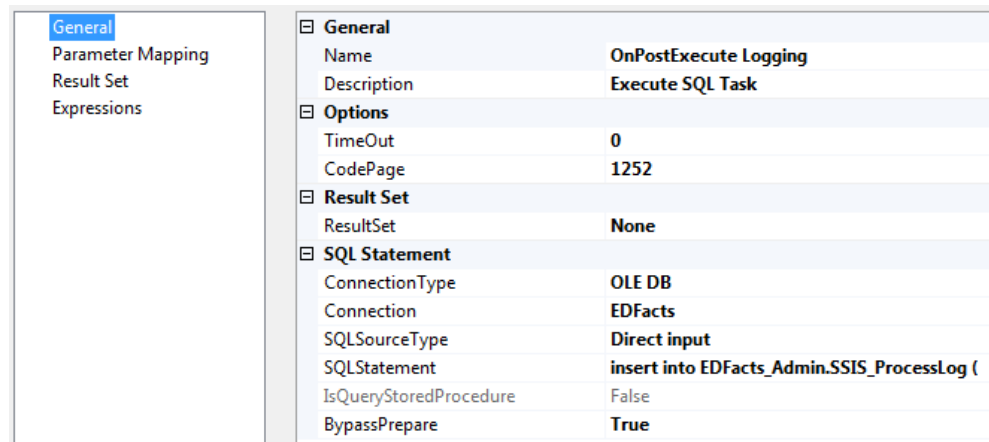 General
Parameter Mapping
Result Set
Expressions
General
Name OnPostExecute Logging
Description Execute SQL Task
Options
TimeOut 0
CodePage 1252
Result Set
ResultSet None
SQL Statement
ConnectionType OLE DB
Connection EDFacts
SQLSourceType Direct input
SQLStatement insert into EDFacts_Admin.SSIS_ProcessLog (
IsQueryStoredProcedure False
BypassPrepare True